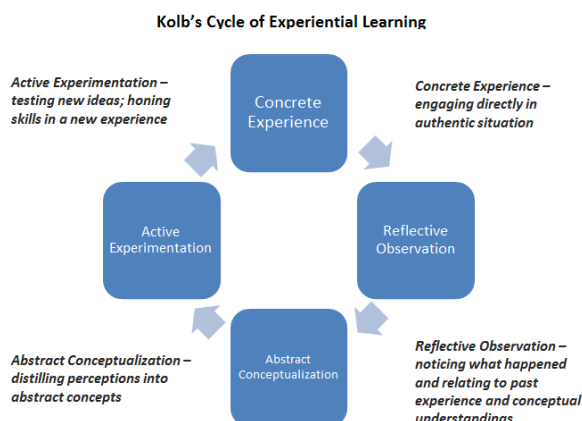 Kolb's Cycle of Experiential Learning
Active Experimentation –
testing new ideas; honing
skills in a new experience
Concrete
Experience
Concrete Experience –
engaging directly in
authentic situation
Active
Experimentation
Reflective
Observation
Abstract Conceptualization –
distilling perceptions into
abstract concepts
Abstract
Conceptualization
Reflective Observation –
noticing what happened
and relating to past
experience and conceptual
understandings